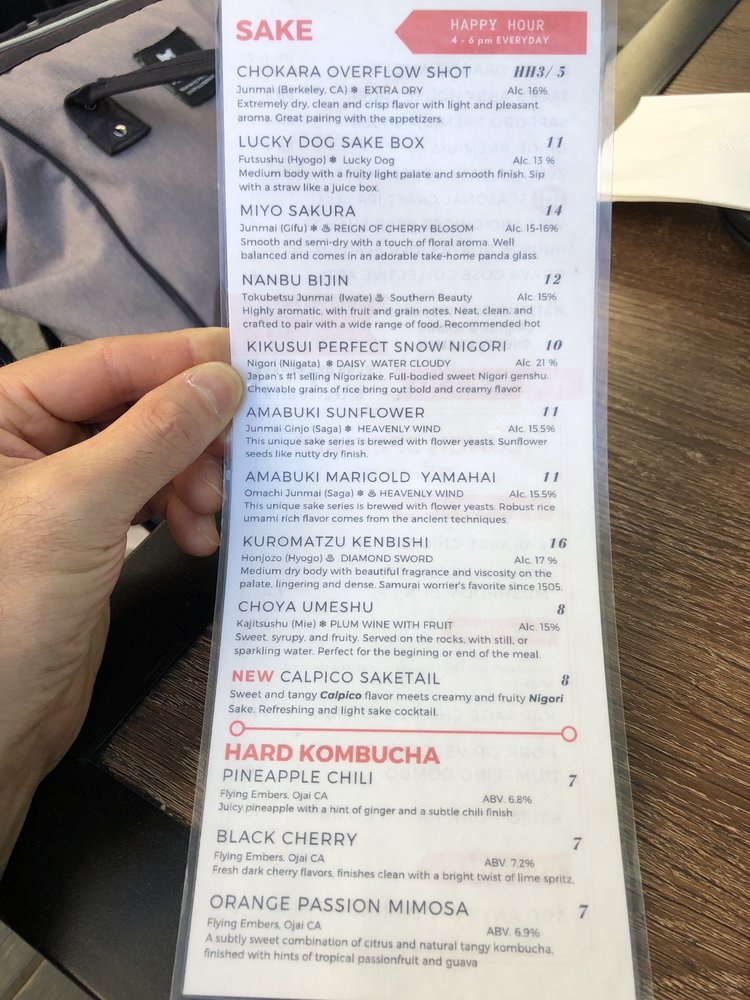 SAKE
HAPPY HOUR
4 - 6 pm EVERYDAY
CHOKARA OVERFLOW SHOT HH3/ 5
Junmai (Berkeley, CA) ❄ EXTRA DRY Alc. 16%
Extremely dry, clean and crisp flavor with light and pleasant
aroma. Great pairing with the appetizers.
LUCKY DOG SAKE BOX 11
Futsushu (Hyogo) ❄ Lucky Dog Alc. 13 %
Medium body with a fruity light palate and smooth finish. Sip
with a straw like a juice box.
MIYO SAKURA 14
Junmai (Gifu) ❄ ♨ REIGN OF CHERRY BLOSOM Alc. 15-16%
Smooth and semi-dry with a touch of floral aroma. Well
balanced and comes in an adorable take-home panda glass.
NANBU BIJIN 12
Tokubetsu Junmai (Iwate) ♨ Southern Beauty Alc. 15%
Highly aromatic, with fruit and grain notes. Neat, clean, and
crafted to pair with a wide range of food. Recommended hot
KIKUSUI PERFECT SNOW NIGORI 10
Nigori (Niigata) ❄ DAISY WATER CLOUDY Alc. 21 %
Japan's #1 selling Nigorizake. Full-bodied sweet Nigori genshu.
Chewable grains of rice bring out bold and creamy flavor.
AMABUKI SUNFLOWER 11
Junmai Ginjo (Saga) ❄ HEAVENLY WIND Alc. 15.5%
This unique sake series is brewed with flower yeasts. Sunflower
seeds like nutty dry finish.
AMABUKI MARIGOLD YAMAHAI 11
Omachi Junmai (Saga) ❄ ♨ HEAVENLY WIND Alc. 15.5%
This unique sake series is brewed with flower yeasts. Robust rice
umami rich flavor comes from the ancient techniques.
KUROMATZU KENBISHI 16
Honjozo (Hyogo) ♨ DIAMOND SWORD Alc. 17 %
Medium dry body with beautiful fragrance and viscosity on the
palate, lingering and dense. Samurai worrier's favorite since 1505.
CHOYA UMESHU 8
Kajitsushu (Mie) ❄ PLUM WINE WITH FRUIT Alc. 15%
Sweet, syrupy, and fruity. Served on the rocks, with still, or
sparkling water. Perfect for the begining or end of the meal.
NEW CALPICO SAKETAIL 8
Sweet and tangy Calpico flavor meets creamy and fruity Nigori
Sake. Refreshing and light sake cocktail.
HARD KOMBUCHA
PINEAPPLE CHILI 7
Flying Embers, Ojai CA ABV. 6.8%
Juicy pineapple with a hint of ginger and a subtle chili finish.
BLACK CHERRY 7
Flying Embers, Ojai CA ABV. 7.2%
Fresh dark cherry flavors, finishes clean with a bright twist of lime spritz.
ORANGE PASSION MIMOSA 7
Flying Embers, Ojai CA ABV. 6.9%
A subtly sweet combination of citrus and natural tangy kombucha,
finished with hints of tropical passionfruit and guava